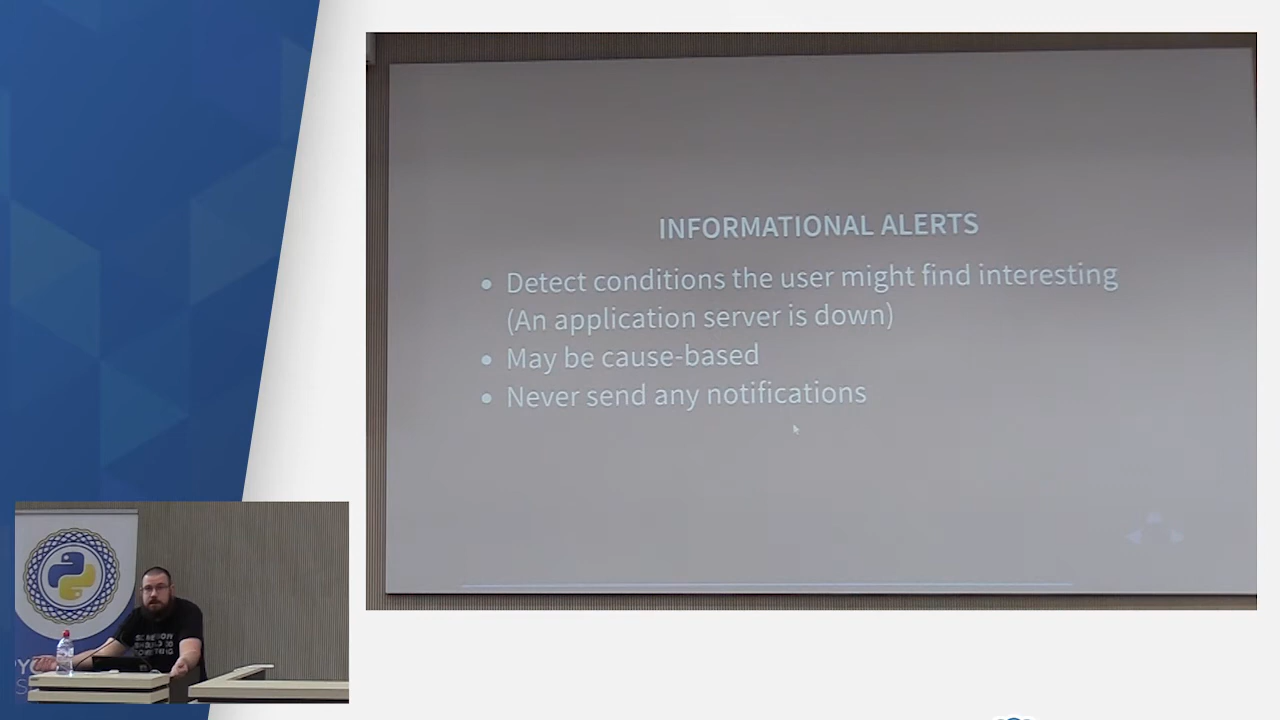 INFORMATIONAL ALERTS
• Detect conditions the user might find interesting
(An application server is down)
• May be cause-based
• Never send any notifications